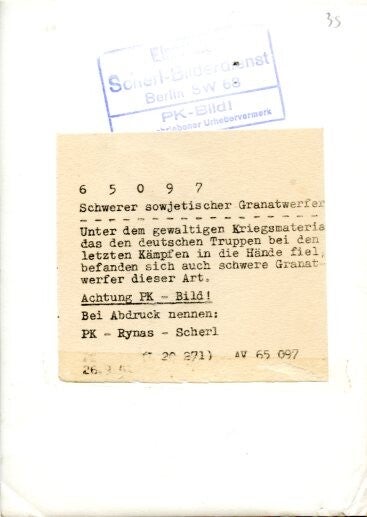 35
Scherl-Bilderdienst
Berlin SW 68
PK-Bild!
Urhebervermerk
6 5 0 9 7
Schwerer sowjetischer Granatwerfer
Unter dem gewaltigen Kriegsmateria
das den deutschen Truppen bei den
letzten Kämpfen in die Hände fiel,
befanden sich auch schwere Granat-
werfer dieser Art.
Achtung PK - Bild!
Bei Abdruck nennen:
PK - Rynas - Scherl
20 271) AV 65 097